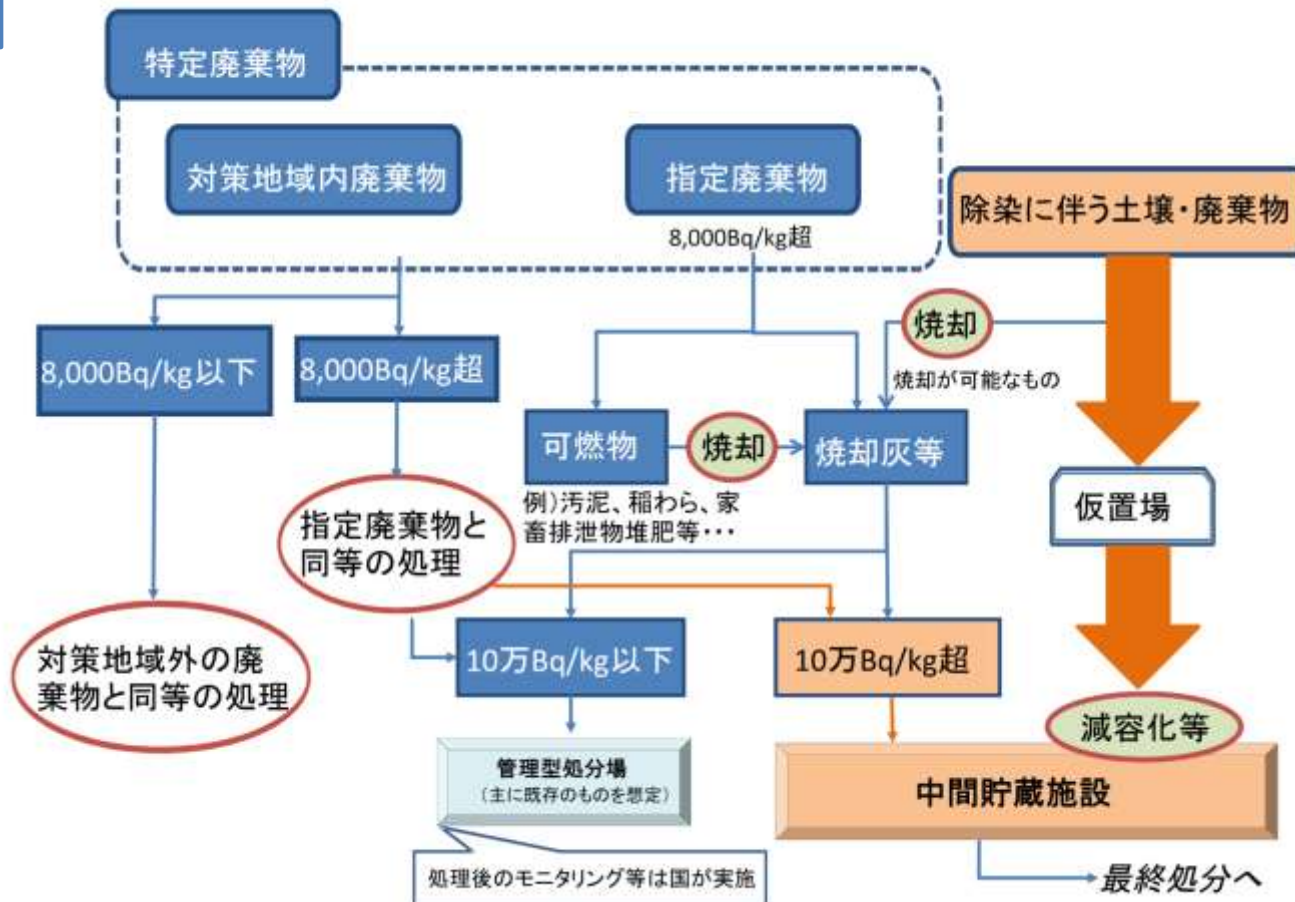 特定廃棄物
対策地域内廃棄物
指定廃棄物
8,000Bq/kg超
除染に伴う土壌・廃棄物
8,000Bq/kg以下
8,000Bq/kg超
焼却
焼却が可能なもの
可燃物
焼却
焼却灰等
例)汚泥、稲わら、家
畜排泄物堆肥等・・・
仮置場
指定廃棄物と
同等の処理
対策地域外の廃
棄物と同等の処理
10万Bq/kg以下
10万Bq/kg超
減容化等
管理型処分場
(主に既存のものを想定)
中間貯蔵施設
処理後のモニタリング等は国が実施
最終処分へ